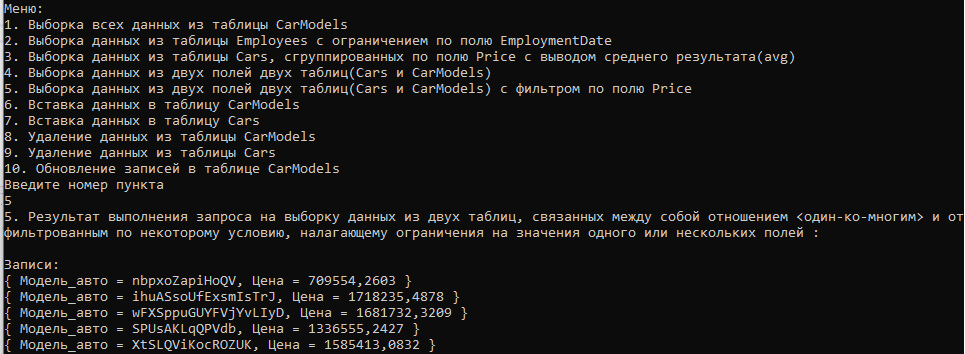 Меню:
1. Выборка всех данных из таблицы CarModels
2. Выборка данных из таблицы Employees с ограничением по полю EmploymentDate
3. Выборка данных из таблицы Cars, сгруппированных по полю Price с выводом среднего результата(avg)
4. Выборка данных из двух полей двух таблиц(Cars и CarModels)
5. Выборка данных из двух полей двух таблиц(Cars и CarModels) с фильтром по полю Price
6. Вставка данных в таблицу CarModels
7. Вставка данных в таблицу Cars
8. Удаление данных из таблицы CarModels
9. Удаление данных из таблицы Cars
10. Обновление записей в таблице CarModels
Введите номер пункта
5
5. Результат выполнения запроса на выборку данных из двух таблиц, связанных между собой отношением <один-ко-многим> и от
фильтрованным по некоторому условию, налагающему ограничения на значения одного или нескольких полей :
Записи:
{ Модель_авто = nbpxoZapiHoQV, Цена = 709554,2603 }
{ Модель_авто = ihuASsoUfExsmIsTrJ, Цена = 1718235,4878 }
{ Модель_авто = wFXSppuGUYFVjYvLIyD, Цена = 1681732,3209 }
{ Модель_авто = SPUsAKLqQPVdb, Цена = 1336555,2427 }
{ Модель_авто = XtSLQViKocROZUK, Цена = 1585413,0832 }